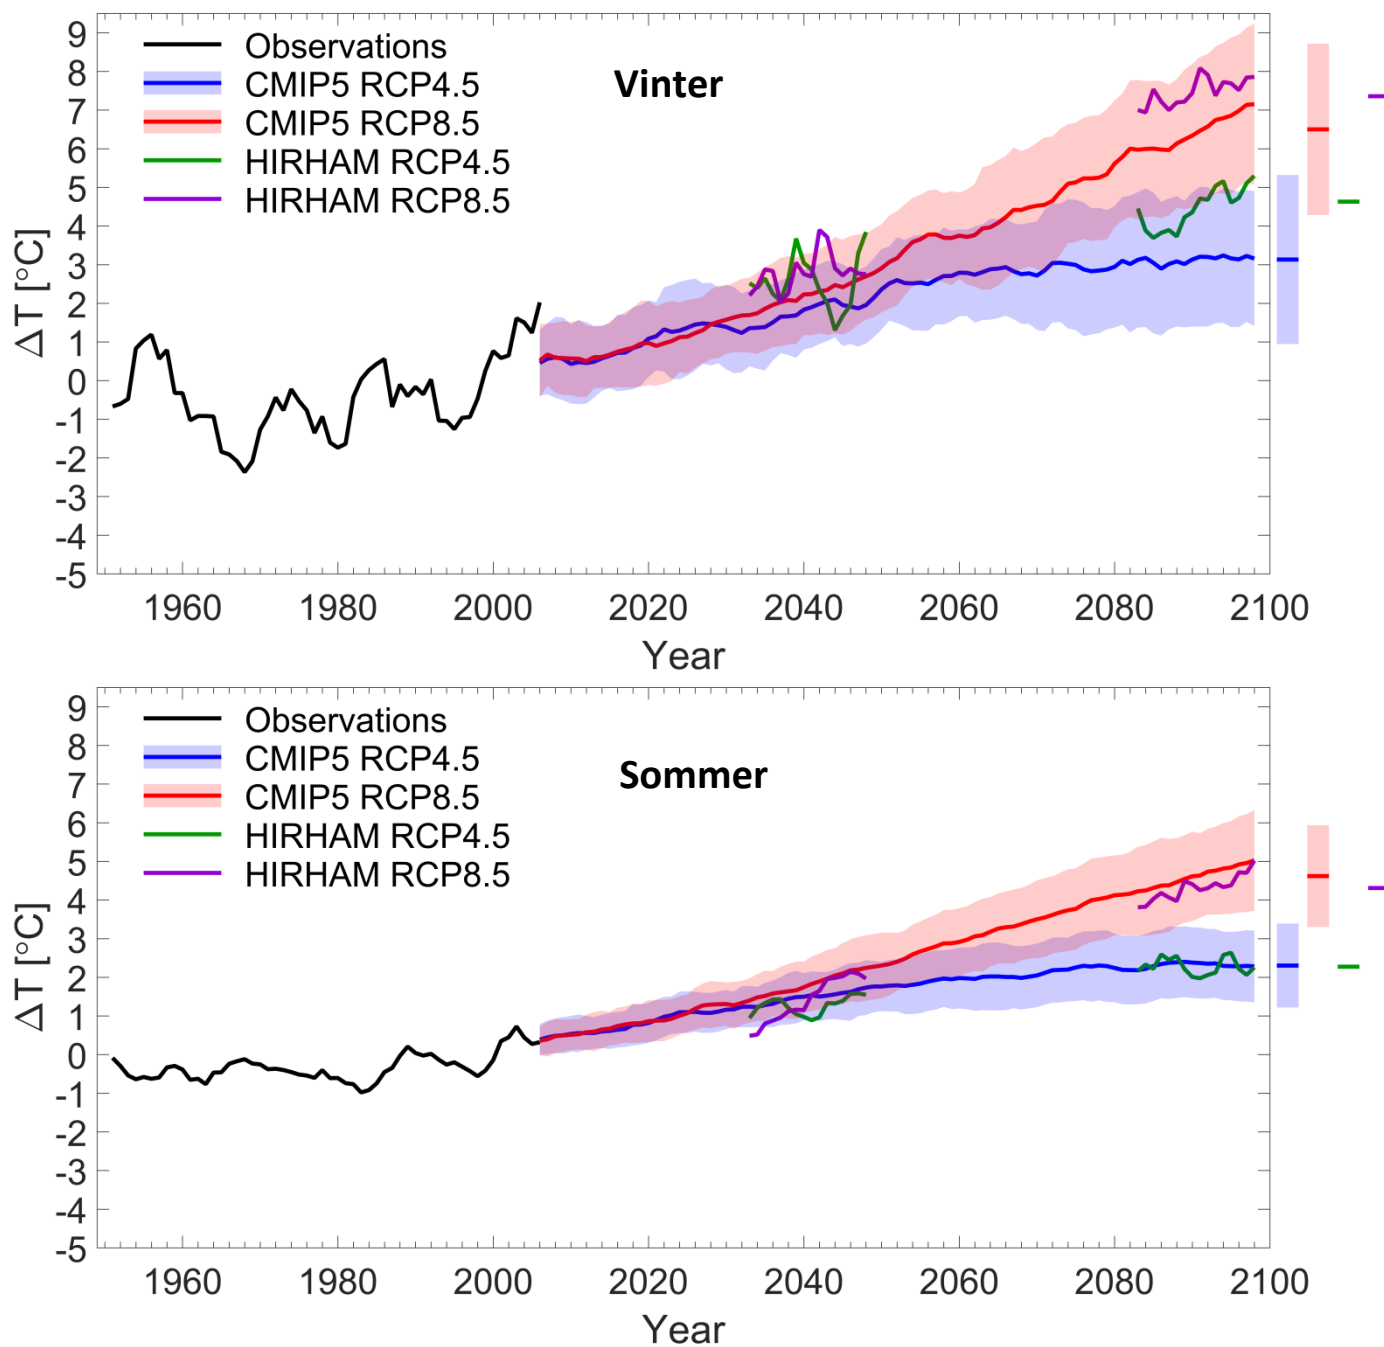 9
8
7
6
5
4
3
2
1
0
-1
-2
-3
-4
-5
ΔT [°C]
Observations
CMIP5 RCP4.5
CMIP5 RCP8.5
HIRHAM RCP4.5
HIRHAM RCP8.5
Vinter
1960 1980 2000 2020 2040 2060 2080 2100
Year
9
8
7
6
5
4
3
2
1
0
-1
-2
-3
-4
-5
ΔT [°C]
Observations
CMIP5 RCP4.5
CMIP5 RCP8.5
HIRHAM RCP4.5
HIRHAM RCP8.5
Sommer
1960 1980 2000 2020 2040 2060 2080 2100
Year